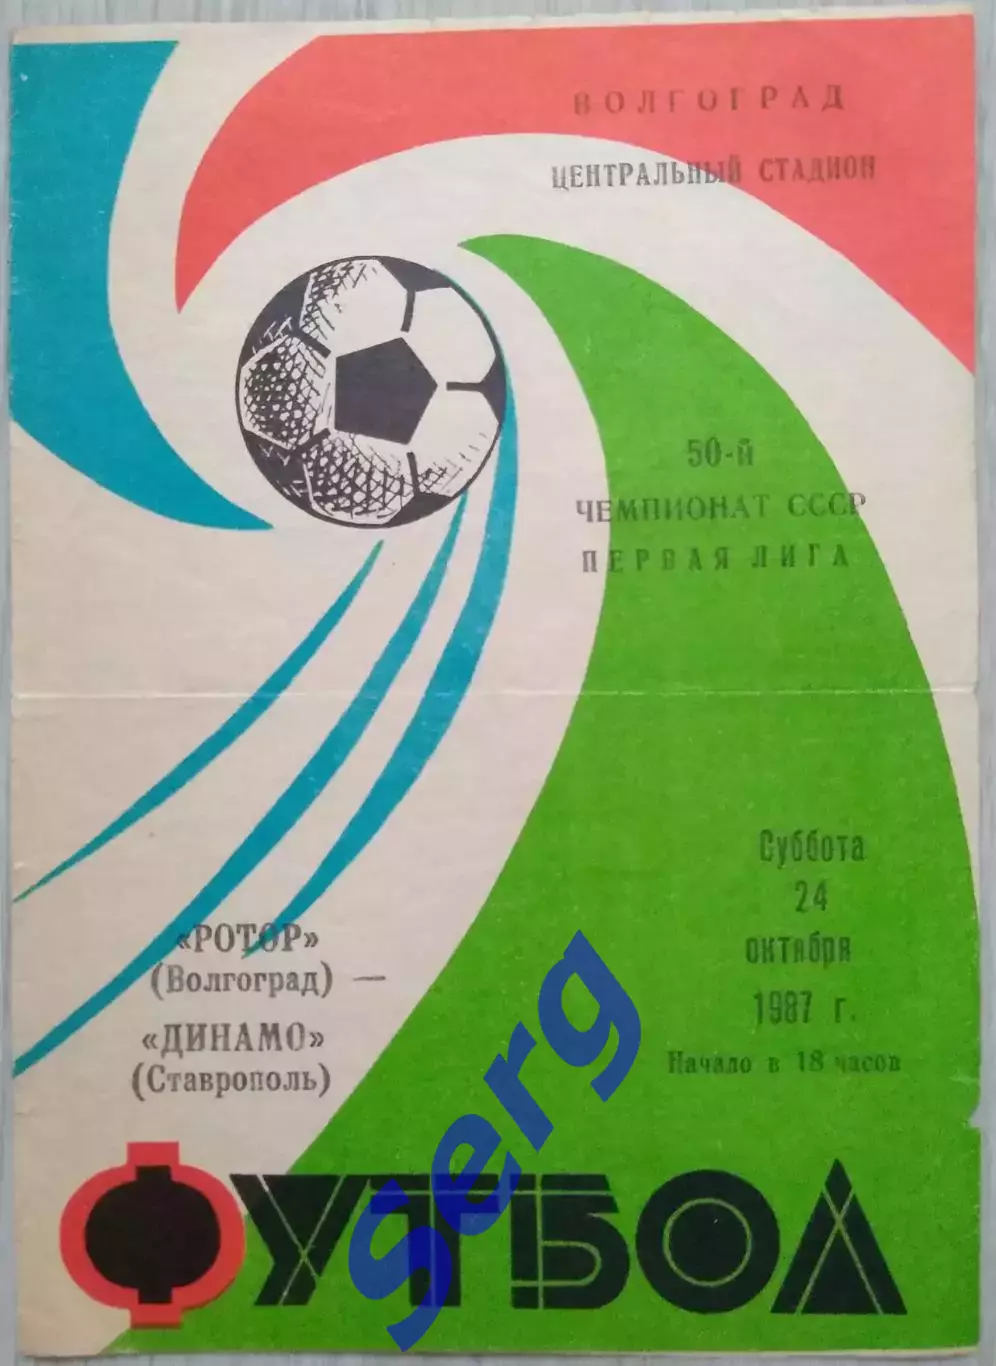 ВОЛГОГРАД
ЦЕНТРАЛЬНЫЙ СТАДИОН
50-й
ЧЕМПИОНАТ СССР
ПЕРВАЯ ЛИГА
Суббота
24
октября
1987 г.
Начало в 18 часов
«РОТОР»
(Волгоград) —
«ДИНАМО»
(Ставрополь)
ФУТБОЛ
Serg